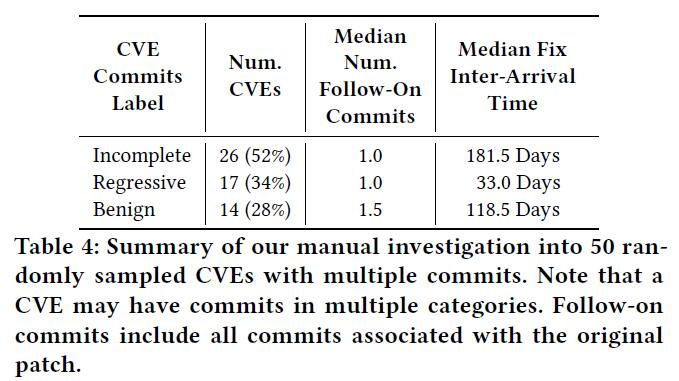 CVE Commits Label Num. CVEs Median Num. Follow-On Commits Median Fix Inter-Arrival Time
Incomplete 26 (52%) 1.0 181.5 Days
Regressive 17 (34%) 1.0 33.0 Days
Benign 14 (28%) 1.5 118.5 Days
Table 4: Summary of our manual investigation into 50 ran-
domly sampled CVEs with multiple commits. Note that a
CVE may have commits in multiple categories. Follow-on
commits include all commits associated with the original
patch.